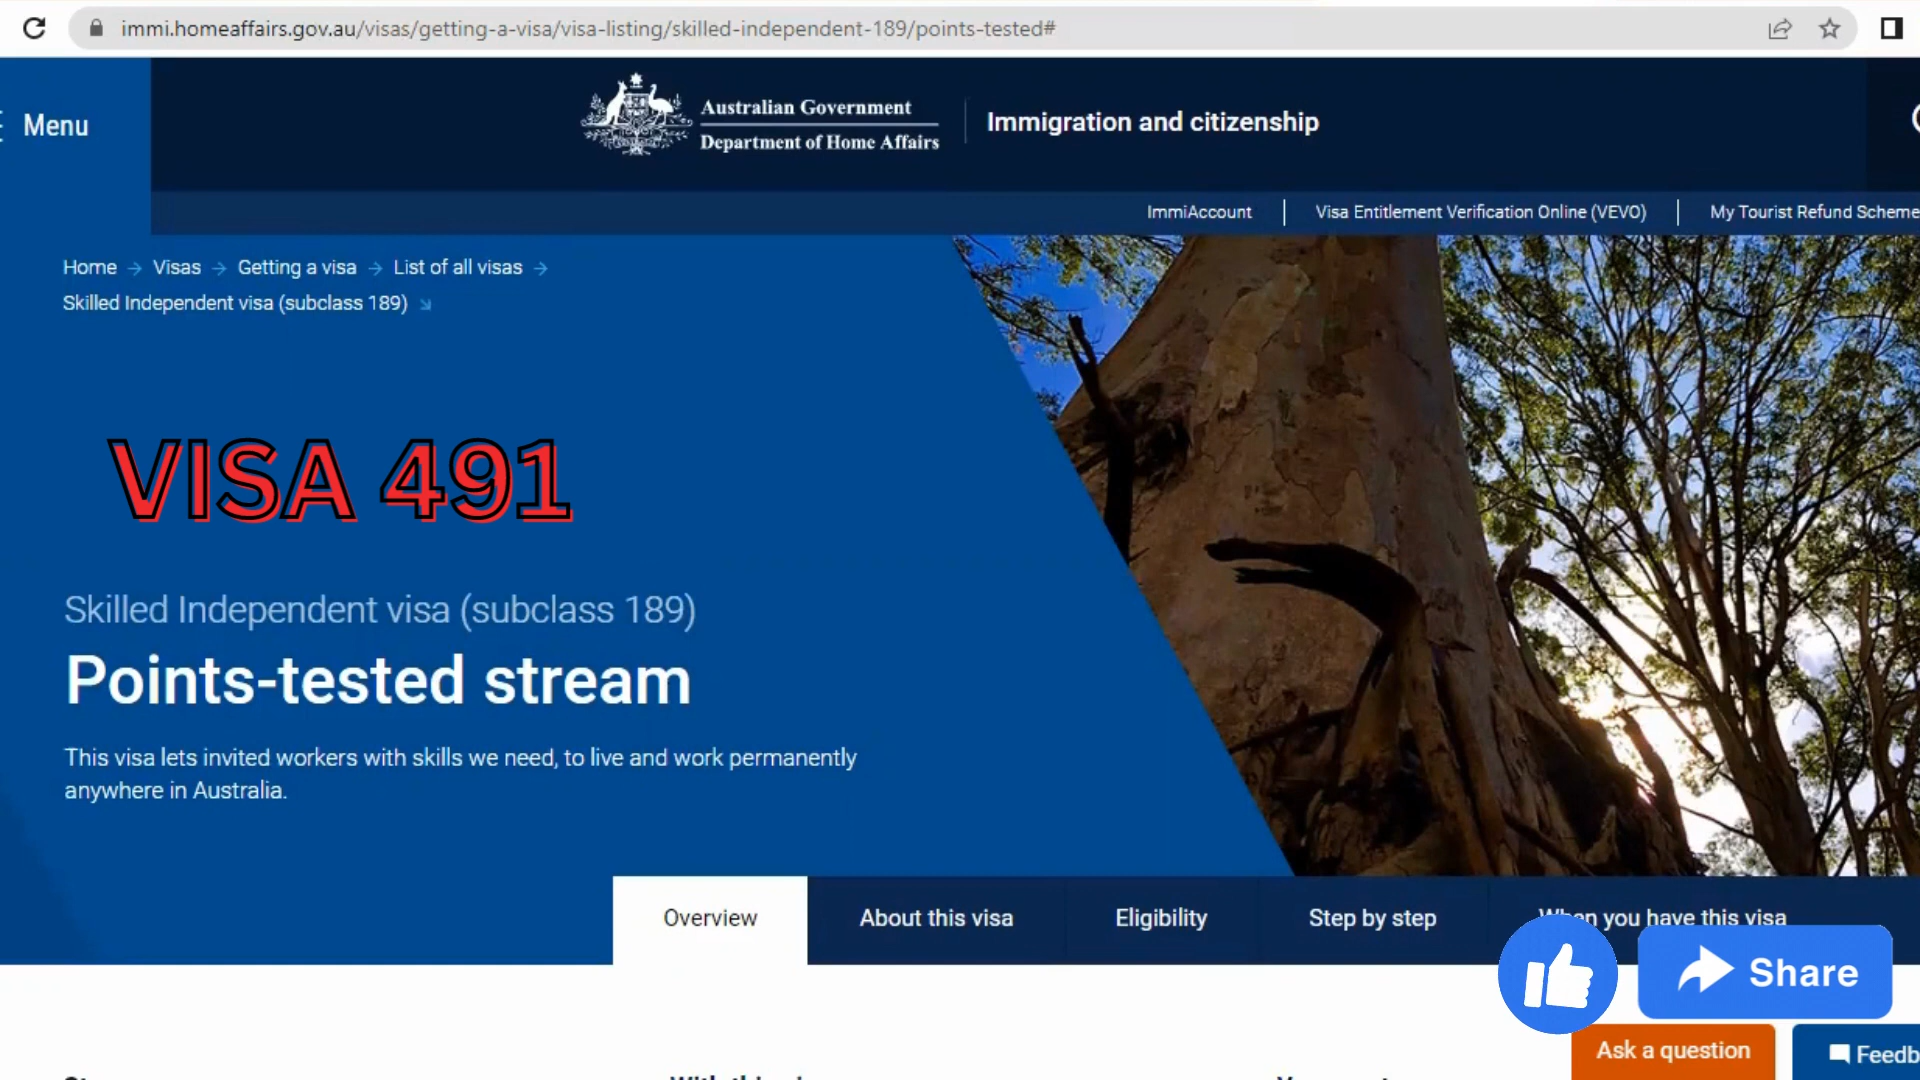 immi.homeaffairs.gov.au/visas/getting-a-visa/visa-listing/skilled-independent-189/points-tested#
Menu
Australian Government
Department of Home Affairs
Immigration and citizenship
ImmiAccount
Visa Entitlement Verification Online (VEVO)
My Tourist Refund Scheme
Home
Visas
Getting a visa
List of all visas
Skilled Independent visa (subclass 189)
VISA 491
Skilled Independent visa (subclass 189)
Points-tested stream
This visa lets invited workers with skills we need, to live and work permanently
anywhere in Australia.
Overview
About this visa
Eligibility
Step by step
When you have this visa
Share
Ask a question
Feedb